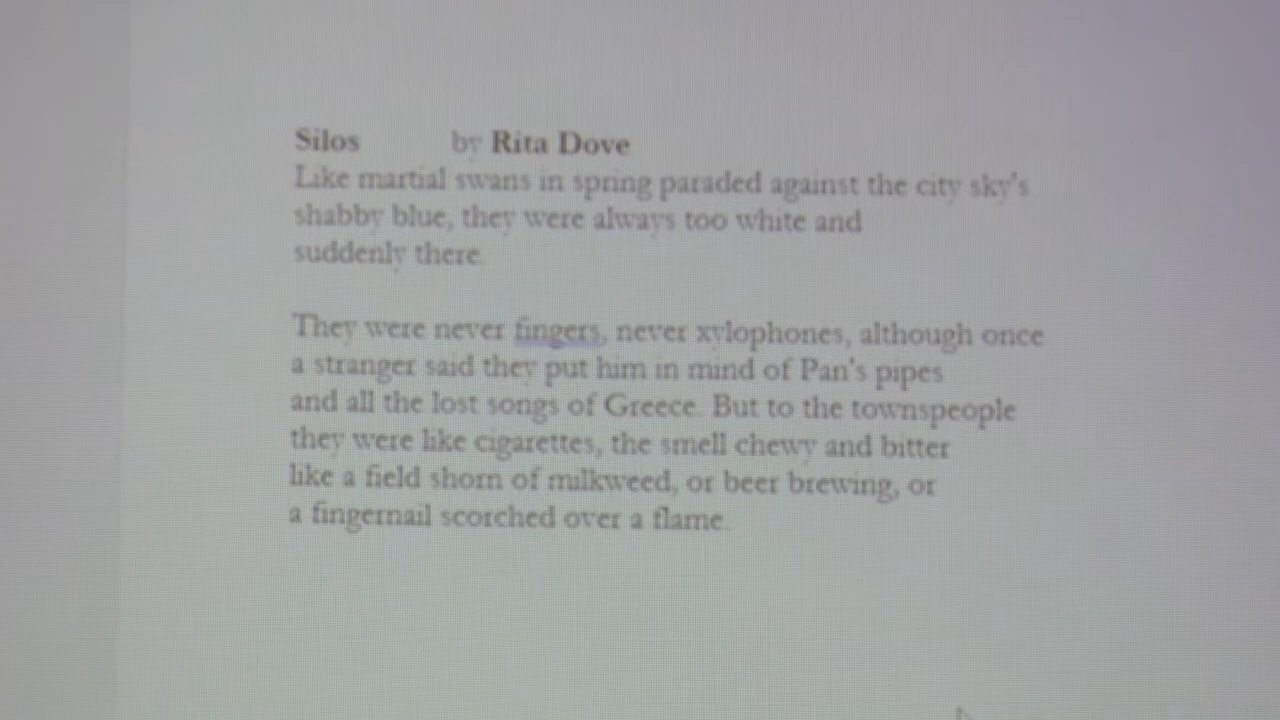 Silos by Rita Dove
Like martial swans in spring paraded against the city sky's
shabby blue, they were always too white and
suddenly there.
They were never fingers, never xylophones, although once
a stranger said they put him in mind of Pan's pipes
and all the lost songs of Greece. But to the townspeople
they were like cigarettes, the smell chewy and bitter
like a field shorn of milkweed, or beer brewing, or
a fingernail scorched over a flame.